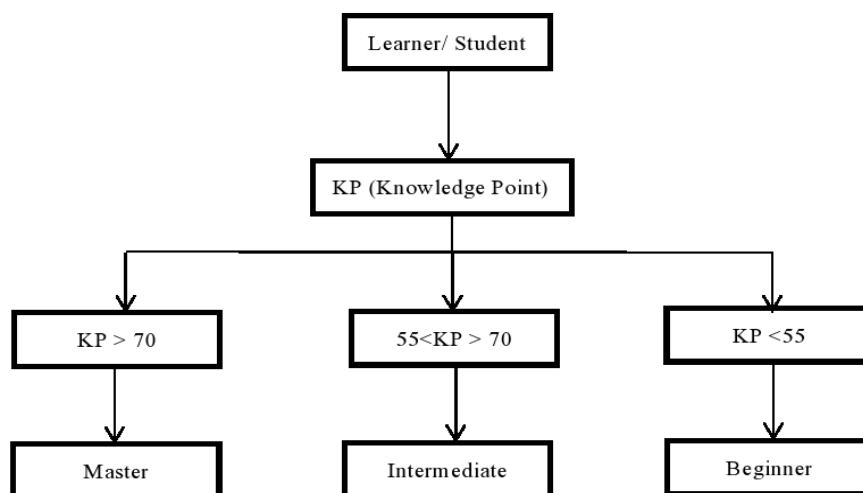 Learner/ Student
KP (Knowledge Point)
KP > 70
55<KP > 70
KP <55
Master
Intermediate
Beginner